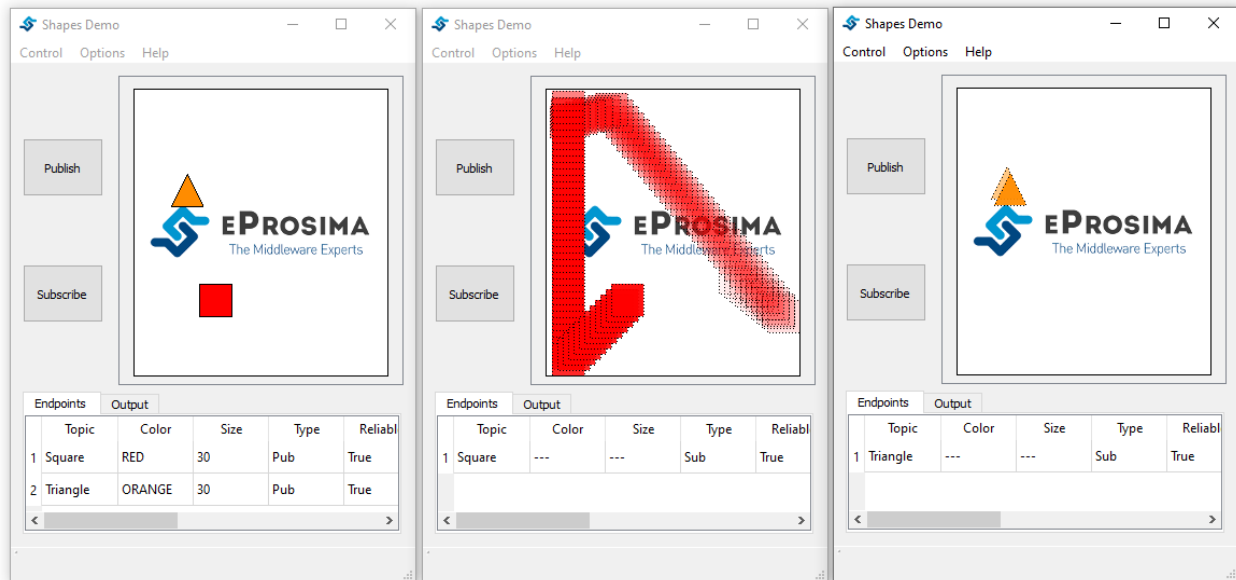 Shapes Demo
Control Options Help
Publish
Subscribe
EPROSIMA
The Middleware Experts
Endpoints Output
Topic Color Size Type Reliabl
1 Square RED 30 Pub True
2 Triangle ORANGE 30 Pub True
Shapes Demo
Control Options Help
Publish
Subscribe
EPROSIMA
The Middleware Experts
Endpoints Output
Topic Color Size Type Reliabl
1 Square --- --- Sub True
Shapes Demo
Control Options Help
Publish
Subscribe
EPROSIMA
The Middleware Experts
Endpoints Output
Topic Color Size Type Reliabl
1 Triangle --- --- Sub True